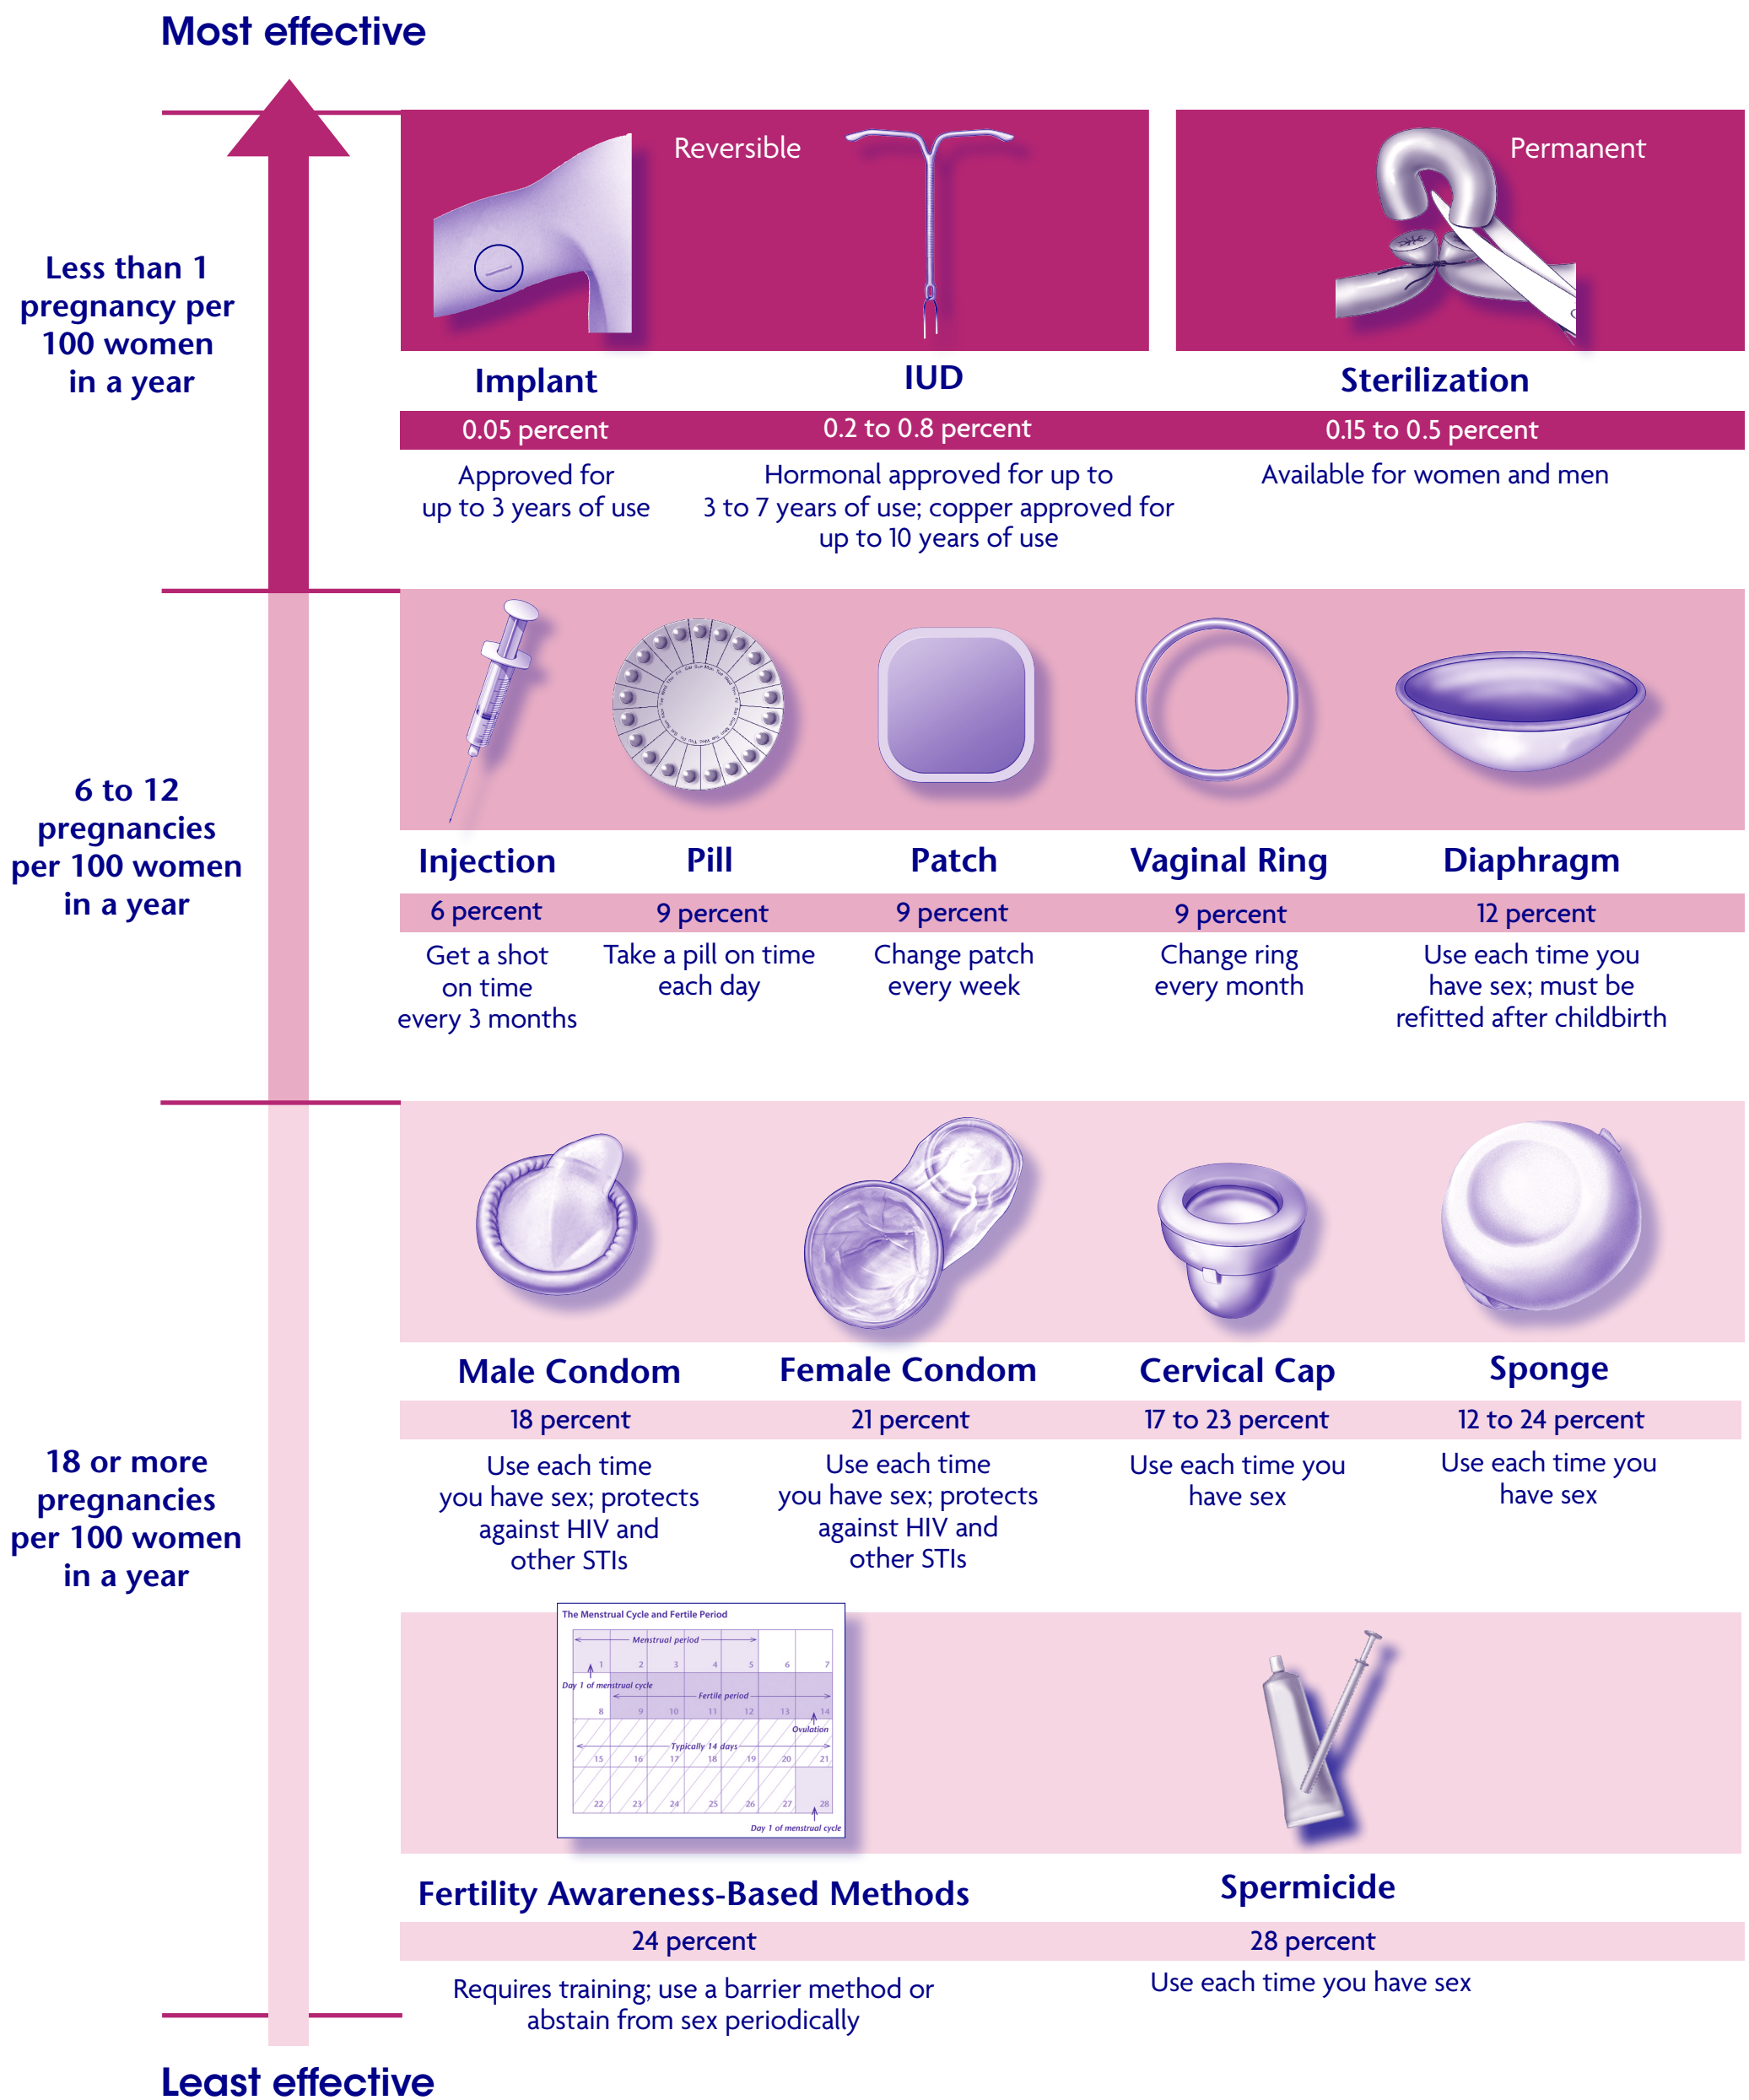 Most effective
Less than 1
pregnancy per
100 women
in a year
Reversible
Permanent
Implant
IUD
Sterilization
0.05 percent
0.2 to 0.8 percent
0.15 to 0.5 percent
Approved for
up to 3 years of use
Hormonal approved for up to
3 to 7 years of use; copper approved for
up to 10 years of use
Available for women and men
6 to 12
pregnancies
per 100 women
in a year
Injection
Pill
Patch
Vaginal Ring
Diaphragm
6 percent
9 percent
9 percent
9 percent
12 percent
Get a shot
on time
every 3 months
Take a pill on time
each day
Change patch
every week
Change ring
every month
Use each time you
have sex; must be
refitted after childbirth
18 or more
pregnancies
per 100 women
in a year
Male Condom
Female Condom
Cervical Cap
Sponge
18 percent
21 percent
17 to 23 percent
12 to 24 percent
Use each time
you have sex; protects
against HIV and
other STIs
Use each time
you have sex; protects
against HIV and
other STIs
Use each time you
have sex
Use each time you
have sex
The Menstrual Cycle and Fertile Period
Menstrual period
1 2 3 4 5 6 7
Day 1 of menstrual cycle
Fertile period
8 9 10 11 12 13 14
Ovulation
Typically 14 days
15 16 17 18 19 20 21
22 23 24 25 26 27 28
Day 1 of menstrual cycle
Fertility Awareness-Based Methods
Spermicide
24 percent
28 percent
Requires training; use a barrier method or
abstain from sex periodically
Use each time you have sex
Least effective